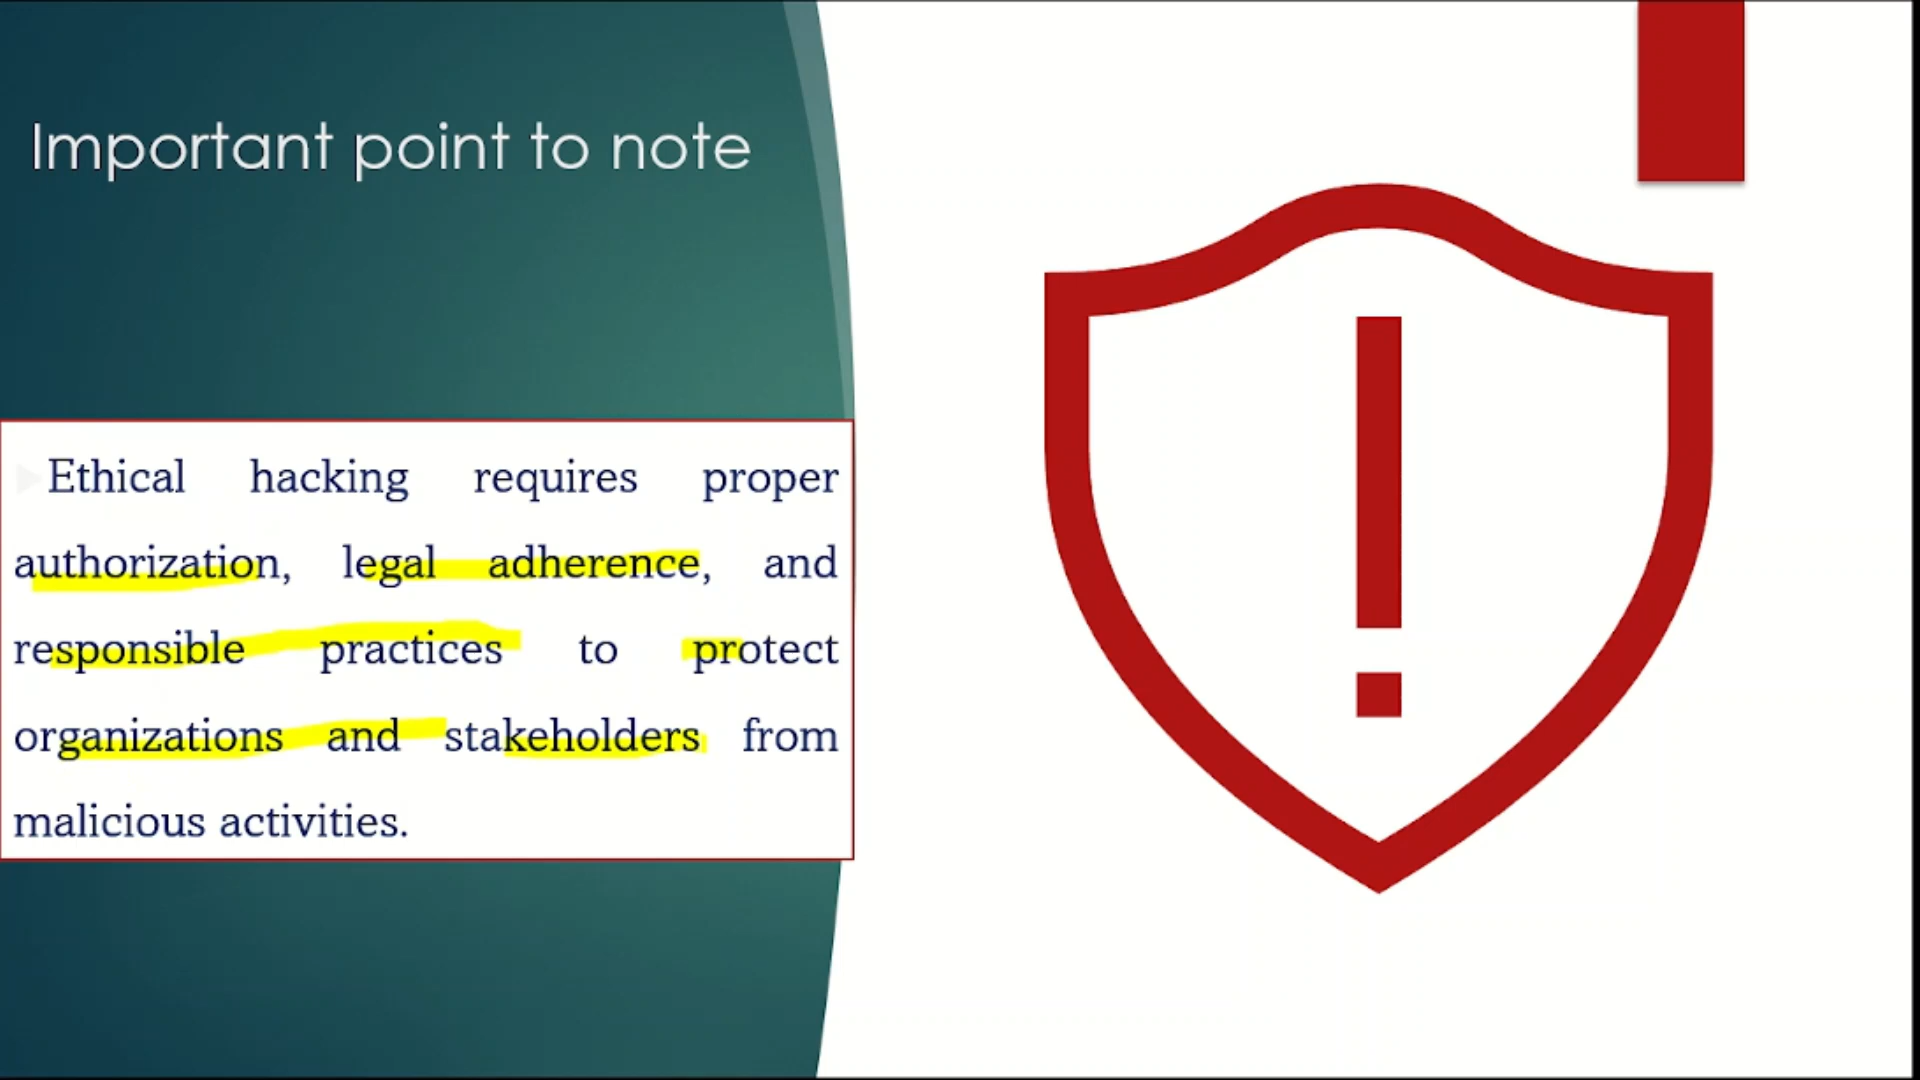 Important point to note
Ethical hacking requires proper
authorization, legal adherence, and
responsible practices to protect
organizations and stakeholders from
malicious activities.